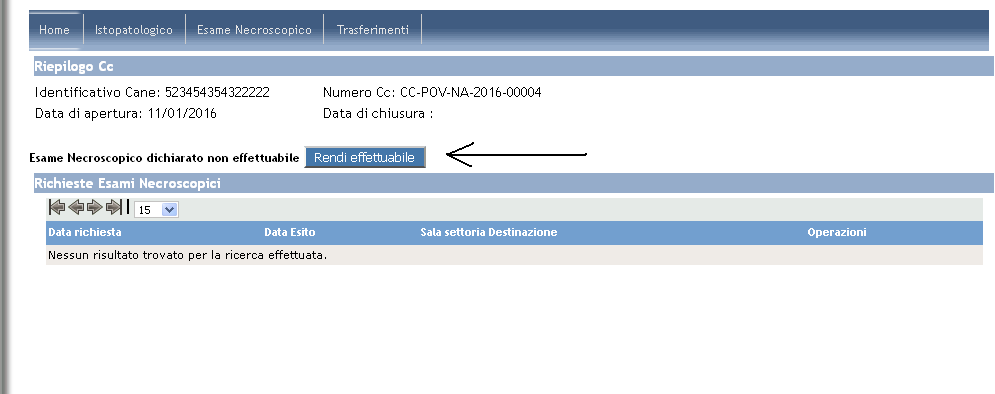 Home Istopatologico Esame Necroscopico Trasferimenti
Riepilogo Cc
Identificativo Cane: 523454354322222 Numero Cc: CC-POV-NA-2016-00004
Data di apertura: 11/01/2016 Data di chiusura :
Esame Necroscopico dichiarato non effettuabile Rendi effettuabile
Richieste Esami Necroscopici
15
Data richiesta Data Esito Sala settoria Destinazione Operazioni
Nessun risultato trovato per la ricerca effettuata.